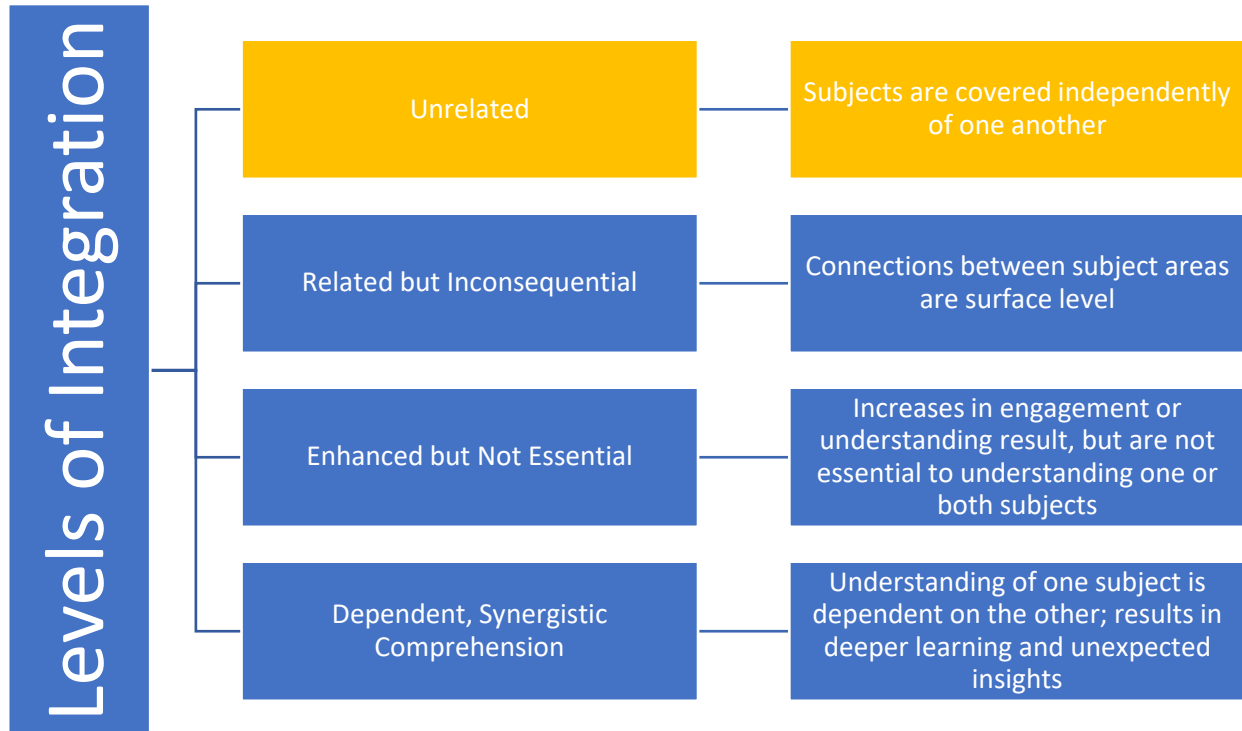 Levels of Integration
Unrelated
Subjects are covered independently
of one another
Related but Inconsequential
Connections between subject areas
are surface level
Enhanced but Not Essential
Increases in engagement or
understanding result, but are not
essential to understanding one or
both subjects
Dependent, Synergistic
Comprehension
Understanding of one subject is
dependent on the other; results in
deeper learning and unexpected
insights